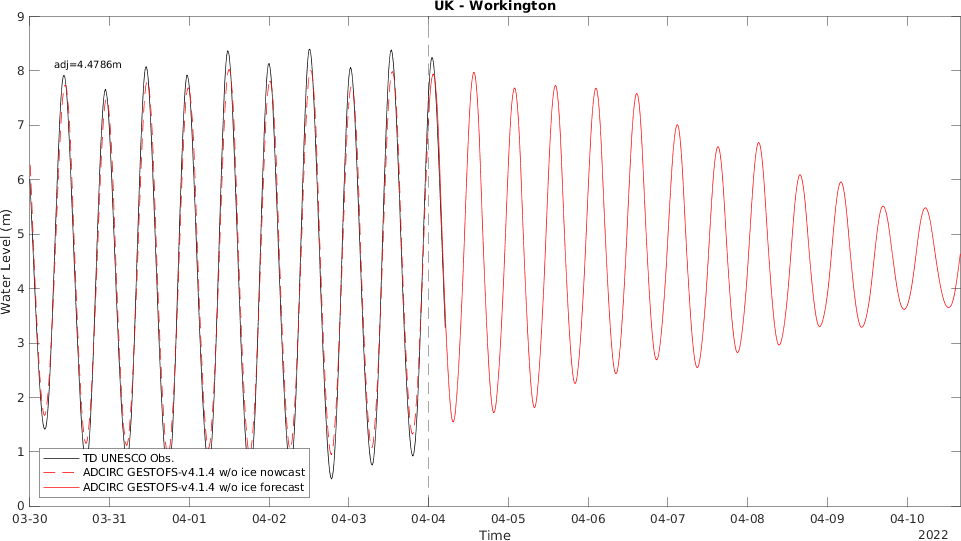 UK - Workington
adj=4.4786m
9
8
7
6
5
4
3
2
1
0
Water Level (m)
TD UNESCO Obs.
ADCIRC GESTOFS-v4.1.4 w/o ice nowcast
ADCIRC GESTOFS-v4.1.4 w/o ice forecast
03-30 03-31 04-01 04-02 04-03 04-04 04-05 04-06 04-07 04-08 04-09 04-10
Time
2022